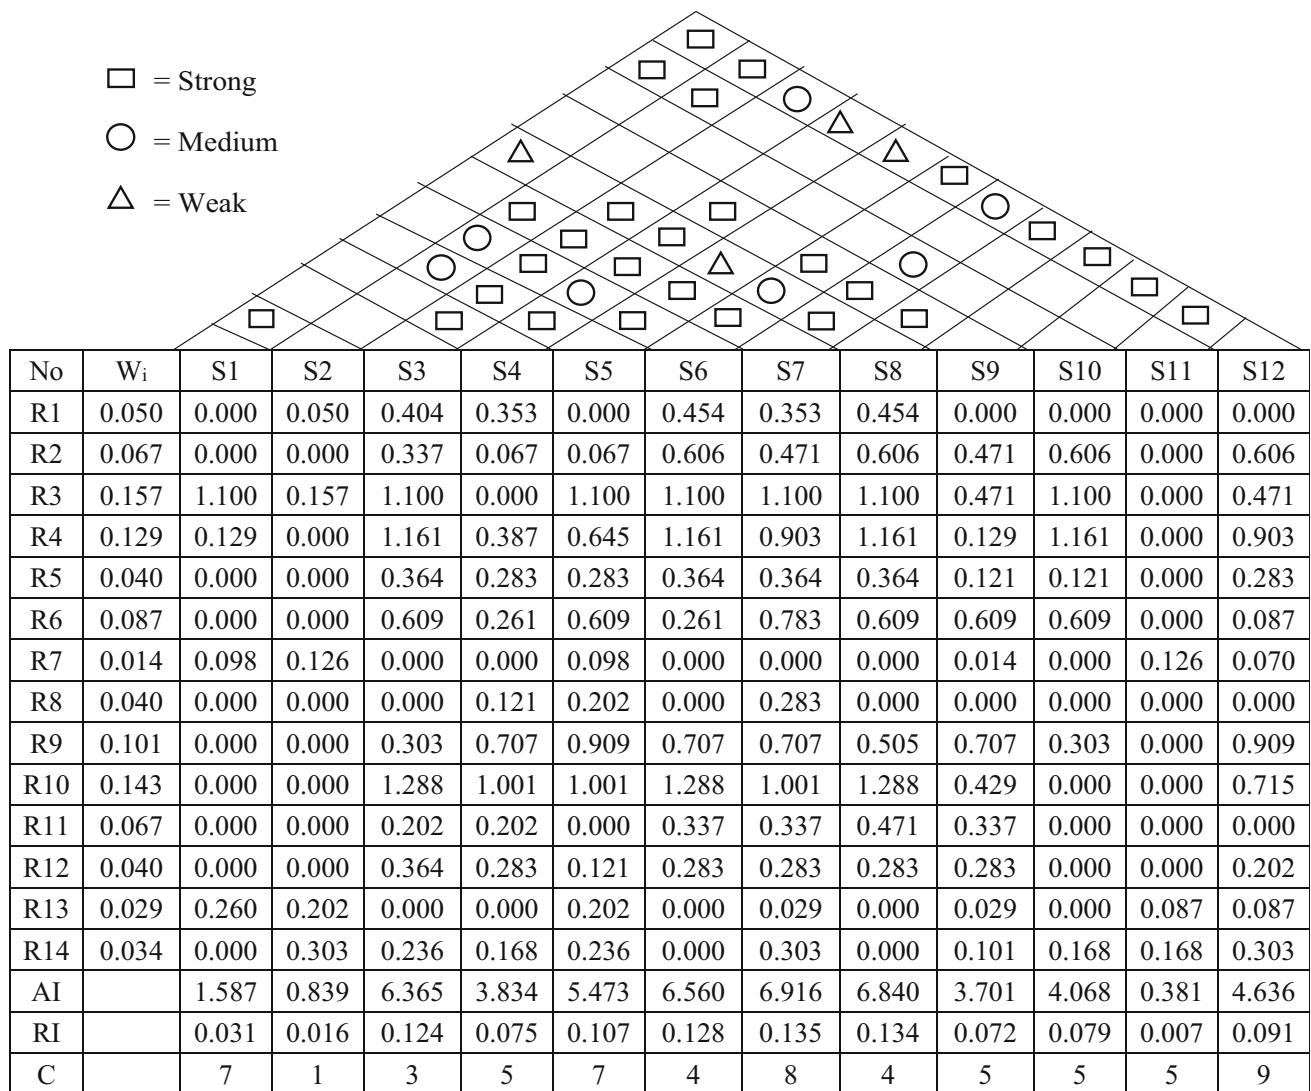 = Strong
= Medium
= Weak
No Wi S1 S2 S3 S4 S5 S6 S7 S8 S9 S10 S11 S12
R1 0.050 0.000 0.050 0.404 0.353 0.000 0.454 0.353 0.454 0.000 0.000 0.000 0.000
R2 0.067 0.000 0.000 0.337 0.067 0.067 0.606 0.471 0.606 0.471 0.606 0.000 0.606
R3 0.157 1.100 0.157 1.100 0.000 1.100 1.100 1.100 1.100 0.471 1.100 0.000 0.471
R4 0.129 0.129 0.000 1.161 0.387 0.645 1.161 0.903 1.161 0.129 1.161 0.000 0.903
R5 0.040 0.000 0.000 0.364 0.283 0.283 0.364 0.364 0.364 0.121 0.121 0.000 0.283
R6 0.087 0.000 0.000 0.609 0.261 0.609 0.261 0.783 0.609 0.609 0.609 0.000 0.087
R7 0.014 0.098 0.126 0.000 0.000 0.098 0.000 0.000 0.000 0.014 0.000 0.126 0.070
R8 0.040 0.000 0.000 0.000 0.121 0.202 0.000 0.283 0.000 0.000 0.000 0.000 0.000
R9 0.101 0.000 0.000 0.303 0.707 0.909 0.707 0.707 0.505 0.707 0.303 0.000 0.909
R10 0.143 0.000 0.000 1.288 1.001 1.001 1.288 1.001 1.288 0.429 0.000 0.000 0.715
R11 0.067 0.000 0.000 0.202 0.202 0.000 0.337 0.337 0.471 0.337 0.000 0.000 0.000
R12 0.040 0.000 0.000 0.364 0.283 0.121 0.283 0.283 0.283 0.283 0.000 0.000 0.202
R13 0.029 0.260 0.202 0.000 0.000 0.202 0.000 0.029 0.000 0.029 0.000 0.087 0.087
R14 0.034 0.000 0.303 0.236 0.168 0.236 0.000 0.303 0.000 0.101 0.168 0.168 0.303
AI 1.587 0.839 6.365 3.834 5.473 6.560 6.916 6.840 3.701 4.068 0.381 4.636
RI 0.031 0.016 0.124 0.075 0.107 0.128 0.135 0.134 0.072 0.079 0.007 0.091
C 7 1 3 5 7 4 8 4 5 5 5 9